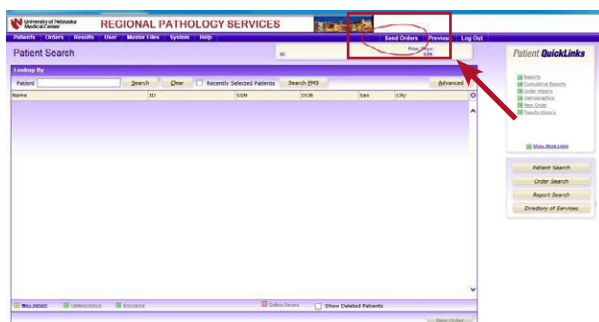 University of Nebraska
Medical Center
REGIONAL PATHOLOGY SERVICES
Patients Orders Results User Master Files System Help Send Orders Previous Log Out
Patient Search
ID:
SSN
Patient QuickLinks
Lookup By
Patient Search Clear Recently Selected Patients Search PMS Advanced
Name ID SSN DOB Sex City
Reports
Cumulative Reports
Order History
Demographics
New Order
Results History
Show More Links
Patient Search
Order Search
Report Search
Directory of Services
New Patient Demographics Insurance Delete Patient Show Deleted Patients
New Order